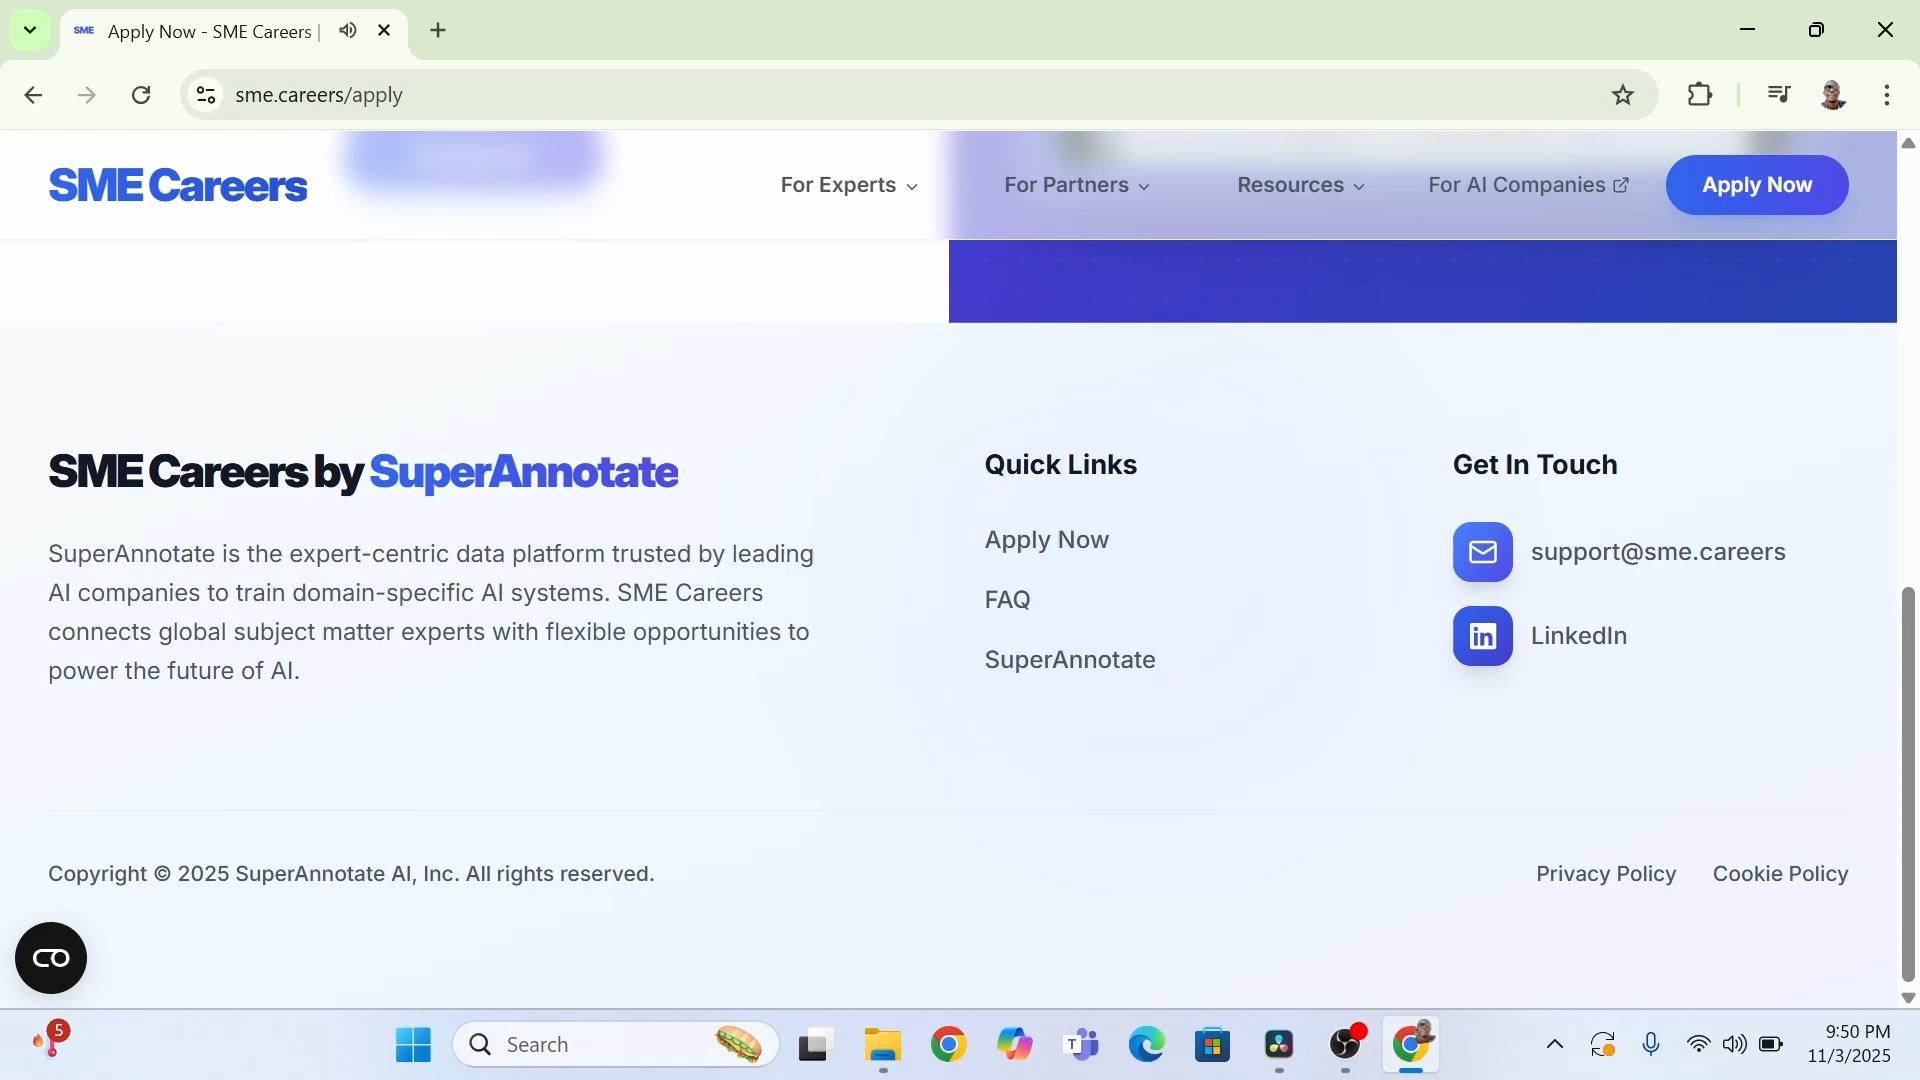 SME
Apply Now - SME Careers |
sme.careers/apply
SME Careers
For Experts
For Partners
Resources
For AI Companies
Apply Now
SME Careers by SuperAnnotate
SuperAnnotate is the expert-centric data platform trusted by leading
AI companies to train domain-specific AI systems. SME Careers
connects global subject matter experts with flexible opportunities to
power the future of AI.
Quick Links
Apply Now
FAQ
SuperAnnotate
Get In Touch
support@sme.careers
in
LinkedIn
Copyright © 2025 SuperAnnotate AI, Inc. All rights reserved.
Privacy Policy
Cookie Policy
5
Search
T
9:50 PM
11/3/2025